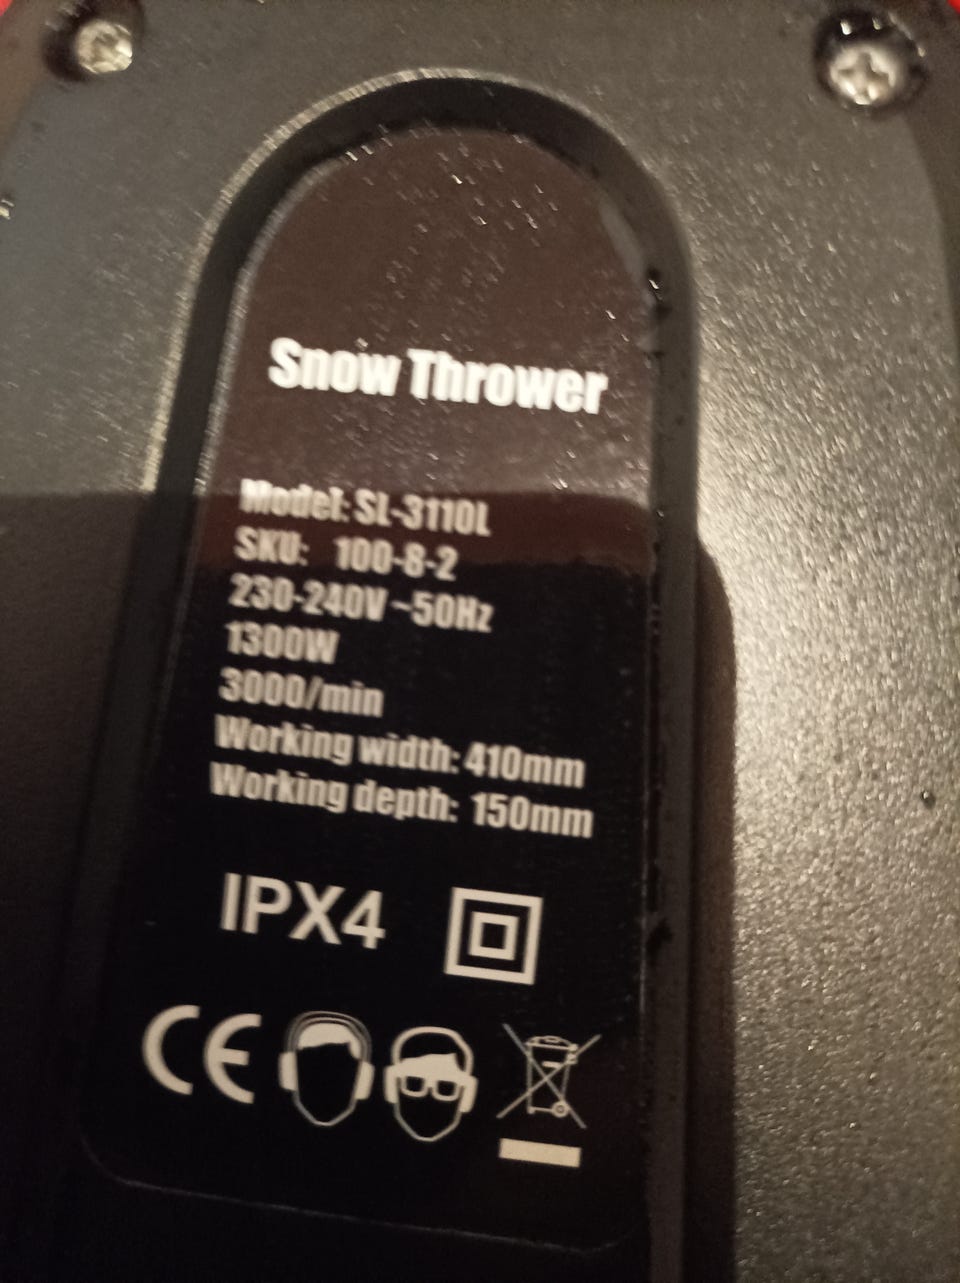 Snow Thrower
Model: SL-3110L
SKU: 100-8-2
230-240V ~50Hz
1300W
3000/min
Working width: 410mm
Working depth: 150mm
IPX4
CE